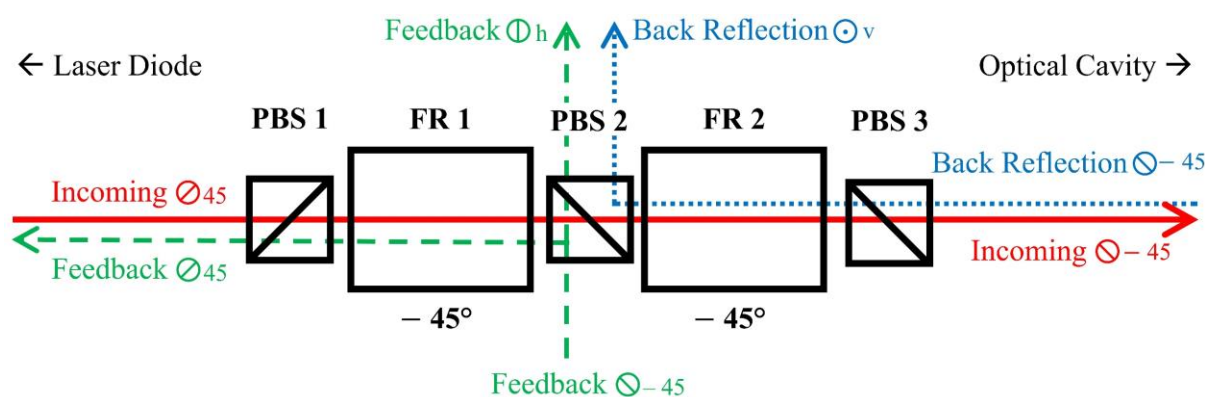 Feedback ⦶ h
Back Reflection ⊙ v
← Laser Diode
Optical Cavity →
PBS 1
FR 1
PBS 2
FR 2
PBS 3
Back Reflection ⦸ – 45
Incoming ⊘ 45
Feedback ⊘ 45
Incoming ⦸ – 45
– 45°
– 45°
Feedback ⦸ – 45